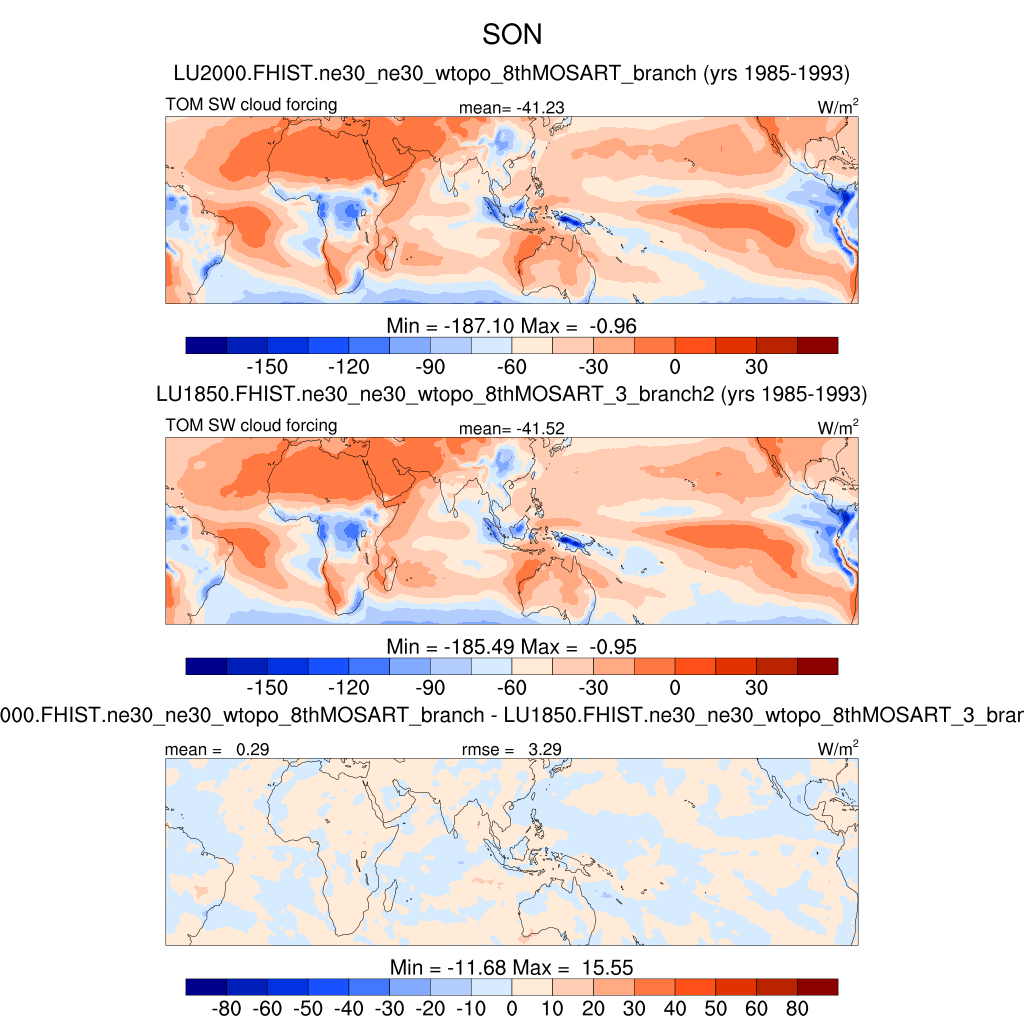 SON
LU2000.FHIST.ne30_ne30_wtopo_8thMOSART_branch (yrs 1985-1993)
TOM SW cloud forcing mean= -41.23 W/m²
Min = -187.10 Max = -0.96
-150 -120 -90 -60 -30 0 30
LU1850.FHIST.ne30_ne30_wtopo_8thMOSART_3_branch2 (yrs 1985-1993)
TOM SW cloud forcing mean= -41.52 W/m²
Min = -185.49 Max = -0.95
-150 -120 -90 -60 -30 0 30
000.FHIST.ne30_ne30_wtopo_8thMOSART_branch - LU1850.FHIST.ne30_ne30_wtopo_8thMOSART_3_bran
mean = 0.29 rmse = 3.29 W/m²
Min = -11.68 Max = 15.55
-80 -60 -50 -40 -30 -20 -10 0 10 20 30 40 50 60 80